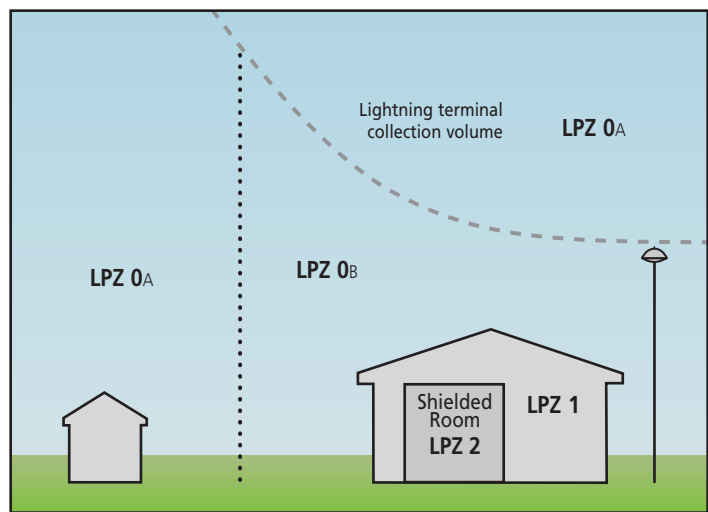 Lightning terminal
collection volume
LPZ 0A
LPZ 0A
LPZ 0B
Shielded
Room
LPZ 2
LPZ 1